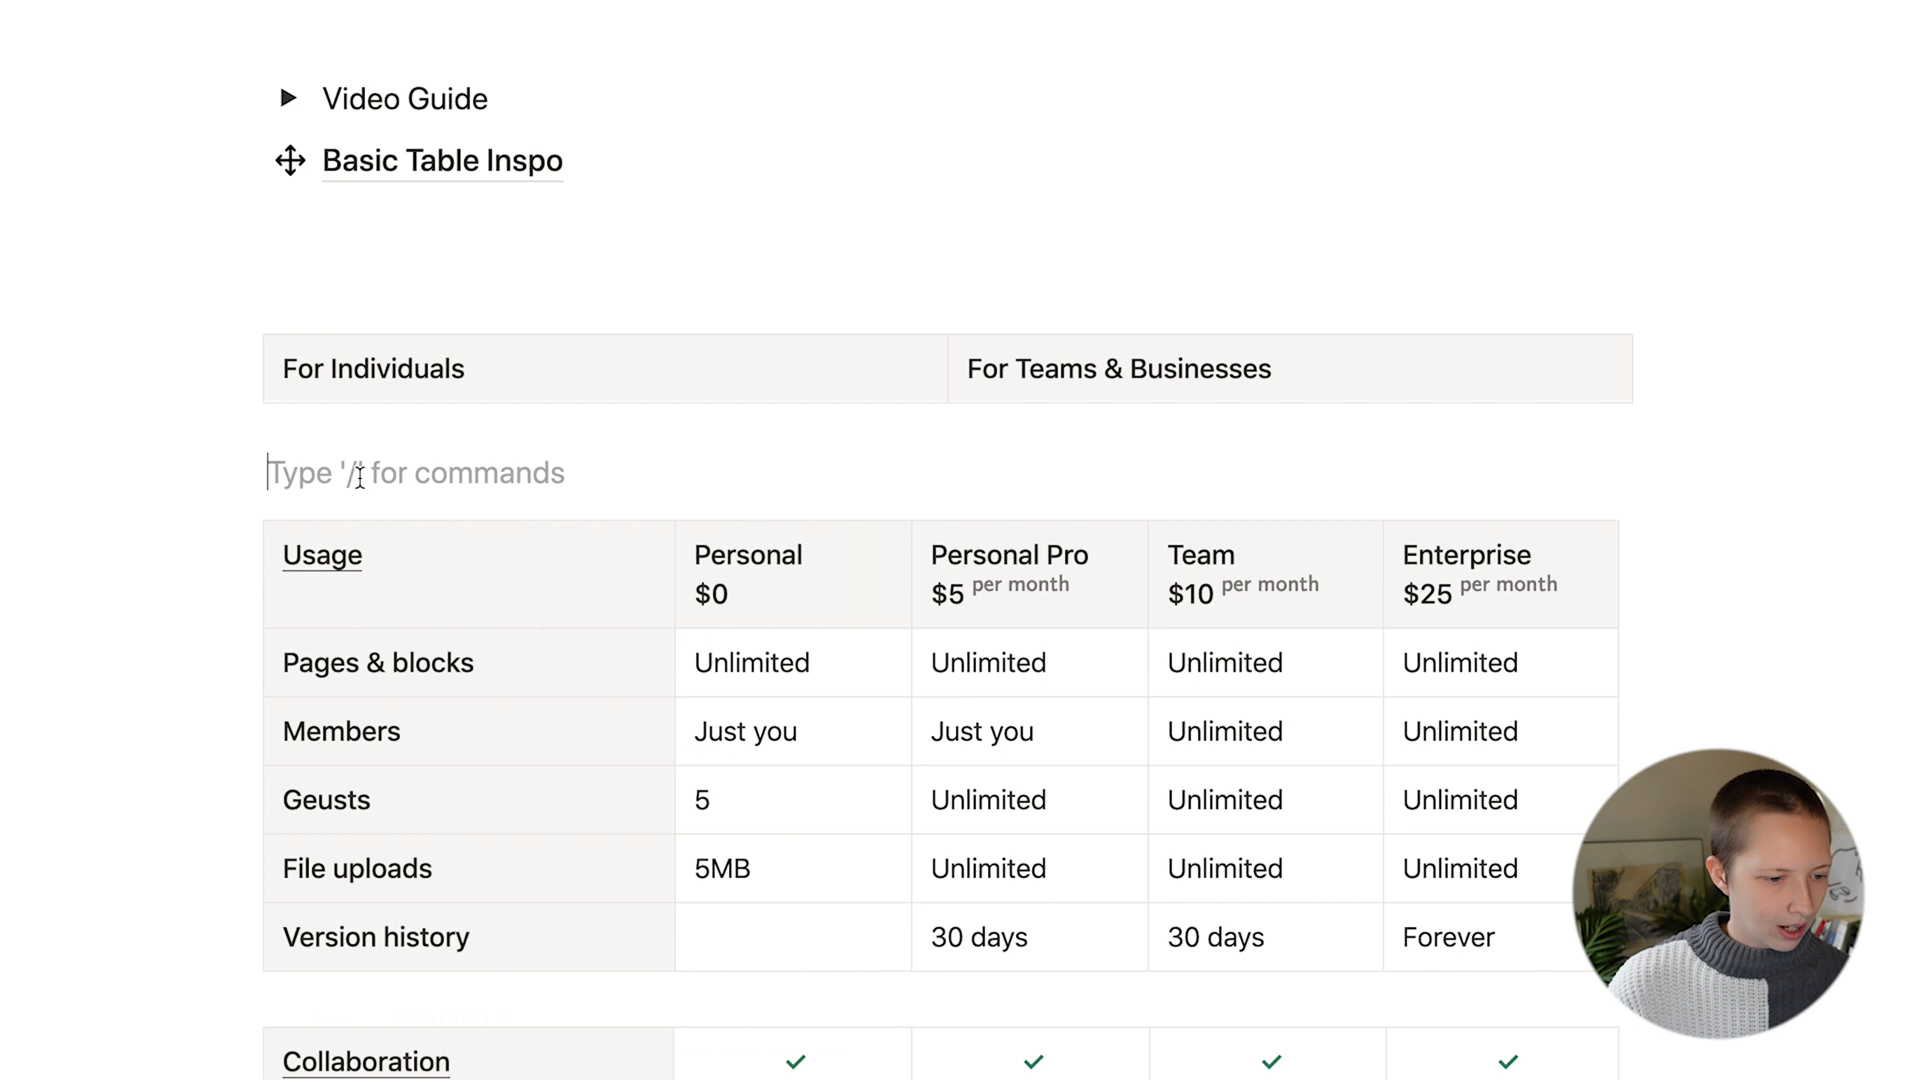 Video Guide
Basic Table Inspo
For Individuals For Teams & Businesses
Type '/' for commands
Usage Personal Personal Pro Team Enterprise
$0 $5 per month $10 per month $25 per month
Pages & blocks Unlimited Unlimited Unlimited Unlimited
Members Just you Just you Unlimited Unlimited
Geusts 5 Unlimited Unlimited Unlimited
File uploads 5MB Unlimited Unlimited Unlimited
Version history 30 days 30 days Forever
Collaboration